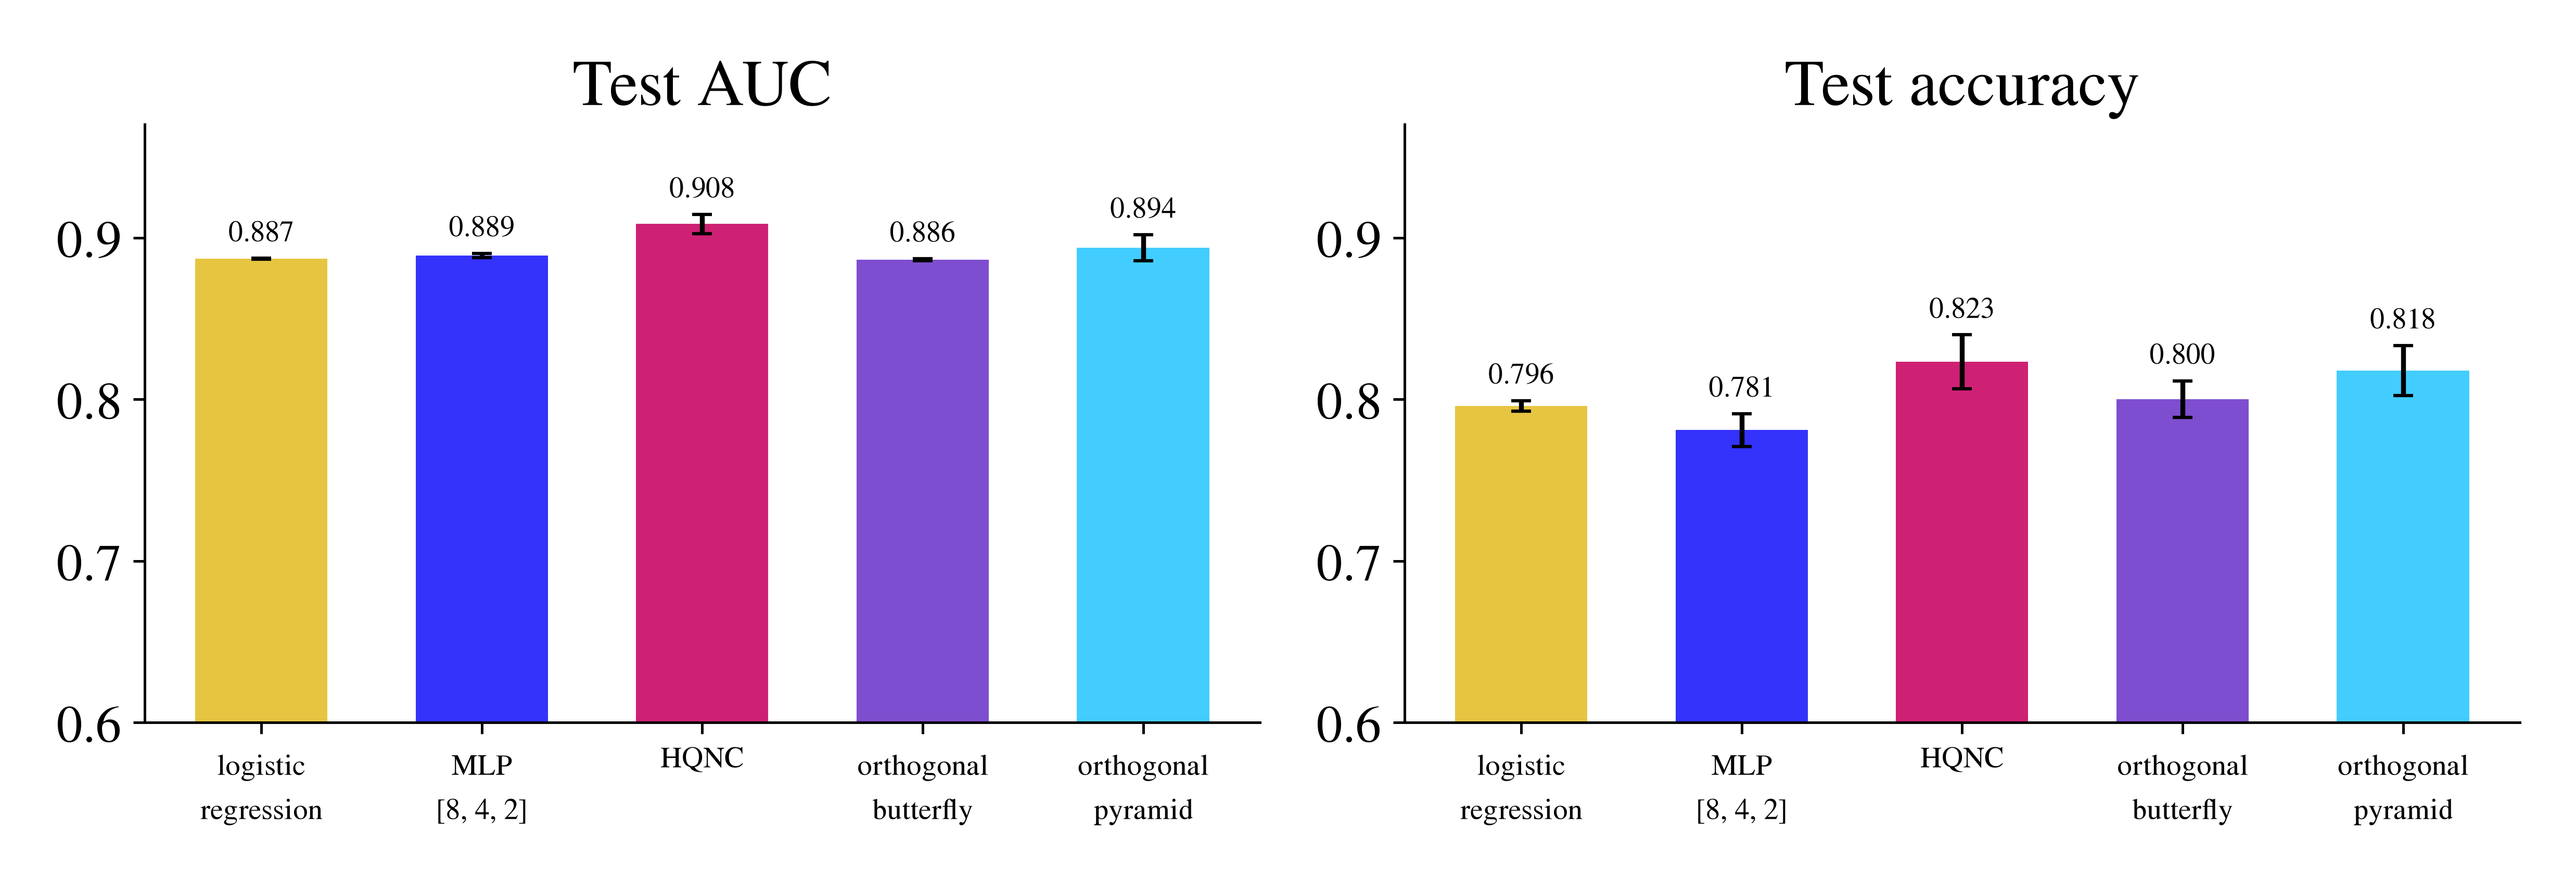 Test AUC
0.9
0.8
0.7
0.6
0.887
0.889
0.908
0.886
0.894
logistic
regression
MLP
[8, 4, 2]
HQNC
orthogonal
butterfly
orthogonal
pyramid
Test accuracy
0.9
0.8
0.7
0.6
0.796
0.781
0.823
0.800
0.818
logistic
regression
MLP
[8, 4, 2]
HQNC
orthogonal
butterfly
orthogonal
pyramid